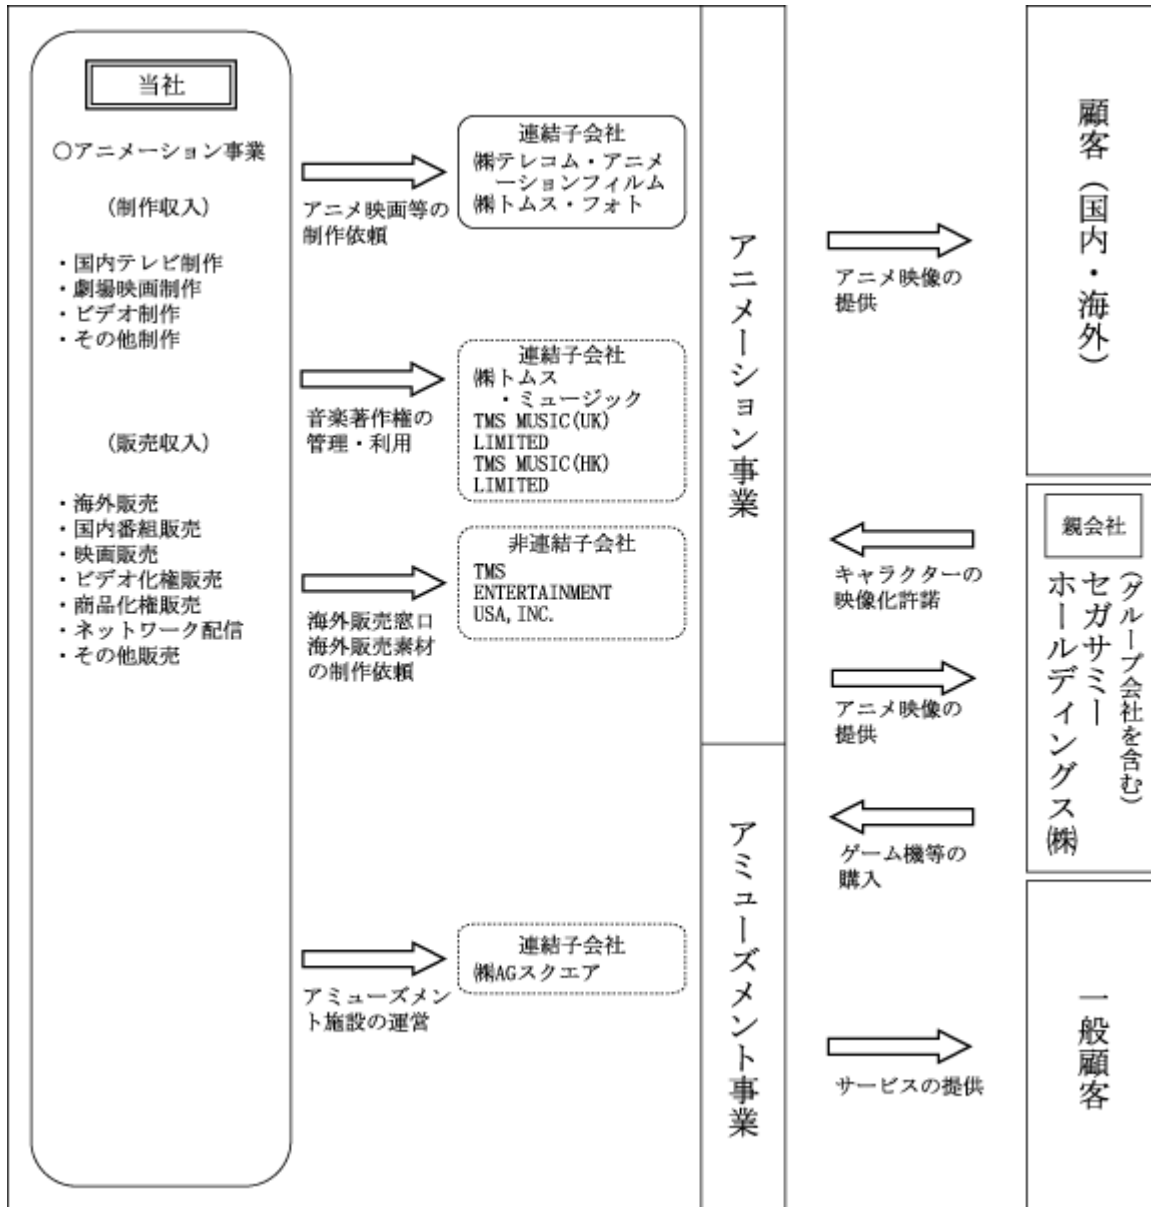 当社
○アニメーション事業
(制作収入)
・国内テレビ制作
・劇場映画制作
・ビデオ制作
・その他制作
(販売収入)
・海外販売
・国内番組販売
・映画販売
・ビデオ化権販売
・商品化権販売
・ネットワーク配信
・その他販売
アニメ映画等の
制作依頼
連結子会社
㈱テレコム・アニメ
ーションフィルム
㈱トムス・フォト
音楽著作権の
管理・利用
連結子会社
㈱トムス
・ミュージック
TMS MUSIC(UK)
LIMITED
TMS MUSIC(HK)
LIMITED
海外販売窓口
海外販売素材
の制作依頼
非連結子会社
TMS
ENTERTAINMENT
USA,INC.
アミューズメン
ト施設の運営
連結子会社
㈱AGスクエア
アニメーション事業
アミューズメント事業
アニメ映像の
提供
キャラクターの
映像化許諾
アニメ映像の
提供
ゲーム機等の
購入
サービスの提供
顧客(国内・海外)
親会社
(グループ会社を含む)
セガサミー
ホールディングス㈱
一般顧客